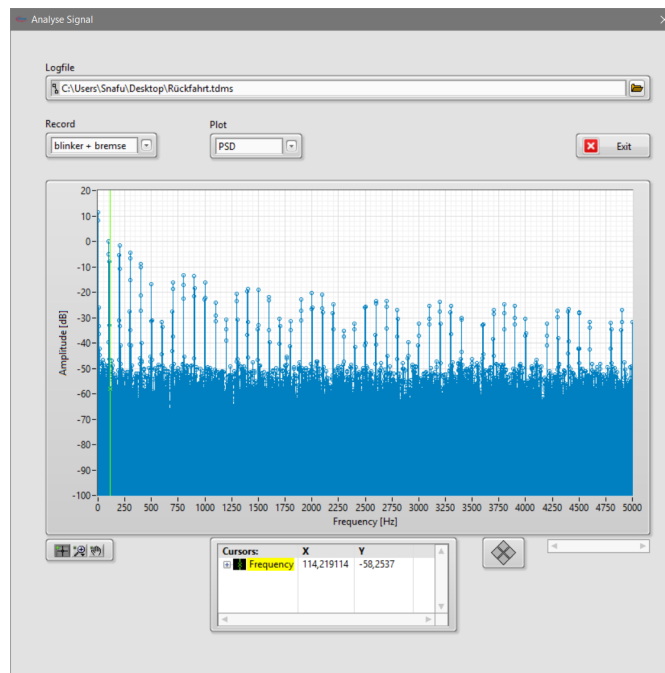 Analyse Signal
Logfile
C:\Users\Snafu\Desktop\Rückfahrt.tdms
Record
Plot
blinker + bremse
PSD
Exit
20
10
0
-10
-20
-30
-40
-50
-60
-70
-80
-90
-100
Amplitude [dB]
0 250 500 750 1000 1250 1500 1750 2000 2250 2500 2750 3000 3250 3500 3750 4000 4250 4500 4750 5000
Frequency [Hz]
Cursors: X Y
Frequency 114,219114 -58,2537